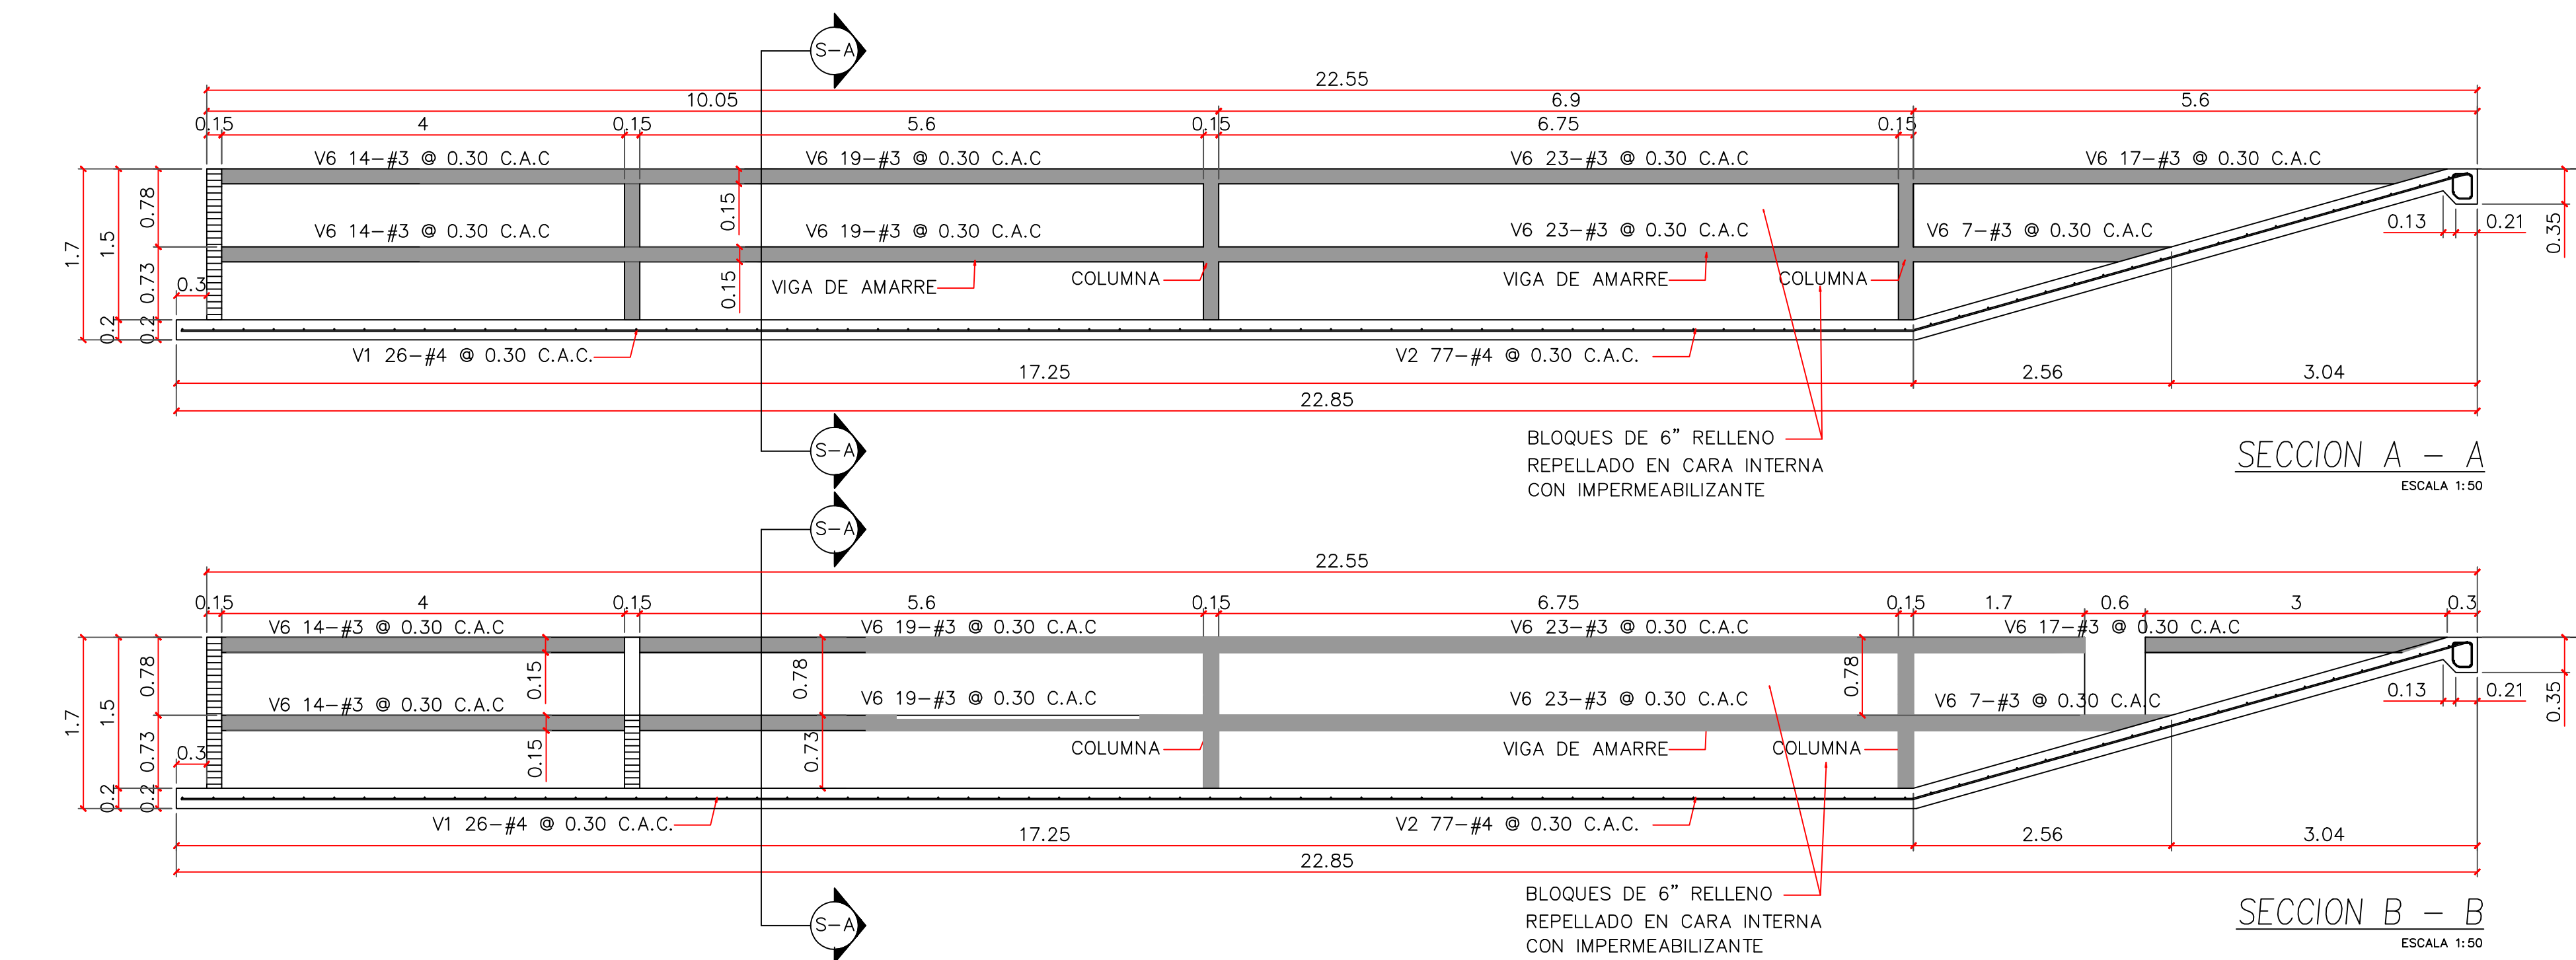 S-A
22.55
10.05 6.9 5.6
0.15 4 0.15 5.6 0.15 6.75 0.15
V6 14-#3 @ 0.30 C.A.C V6 19-#3 @ 0.30 C.A.C V6 23-#3 @ 0.30 C.A.C V6 17-#3 @ 0.30 C.A.C
1.7 1.5 0.78 0.15 0.13 0.21 0.35
V6 14-#3 @ 0.30 C.A.C V6 19-#3 @ 0.30 C.A.C V6 23-#3 @ 0.30 C.A.C V6 7-#3 @ 0.30 C.A.C
0.73 0.3 0.15 VIGA DE AMARRE COLUMNA VIGA DE AMARRE COLUMNA
0.2 0.2
V1 26-#4 @ 0.30 C.A.C. V2 77-#4 @ 0.30 C.A.C.
17.25 2.56 3.04
22.85
S-A
BLOQUES DE 6” RELLENO
REPELLADO EN CARA INTERNA
CON IMPERMEABILIZANTE
SECCION A - A
ESCALA 1:50
S-A
22.55
0.15 4 0.15 5.6 0.15 6.75 0.15 1.7 0.6 3 0.3
V6 14-#3 @ 0.30 C.A.C V6 19-#3 @ 0.30 C.A.C V6 23-#3 @ 0.30 C.A.C V6 17-#3 @ 0.30 C.A.C
1.7 1.5 0.78 0.15 0.78 0.78 0.13 0.21 0.35
V6 14-#3 @ 0.30 C.A.C V6 19-#3 @ 0.30 C.A.C V6 23-#3 @ 0.30 C.A.C V6 7-#3 @ 0.30 C.A.C
0.73 0.3 0.15 0.73 COLUMNA VIGA DE AMARRE COLUMNA
0.2 0.2
V1 26-#4 @ 0.30 C.A.C. V2 77-#4 @ 0.30 C.A.C.
17.25 2.56 3.04
22.85
S-A
BLOQUES DE 6” RELLENO
REPELLADO EN CARA INTERNA
CON IMPERMEABILIZANTE
SECCION B - B
ESCALA 1:50